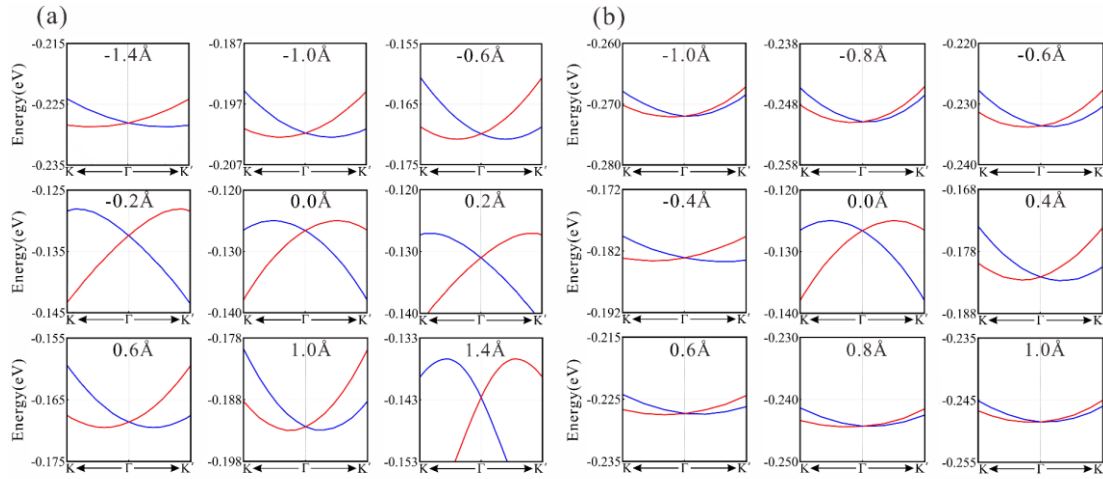 (a)
Energy(eV)
-0.215
-0.225
-0.235
-1.4Å
K Γ K'
-0.187
-0.197
-0.207
-1.0Å
K Γ K'
-0.155
-0.165
-0.175
-0.6Å
K Γ K'
Energy(eV)
-0.125
-0.135
-0.145
-0.2Å
K Γ K'
-0.120
-0.130
-0.140
0.0Å
K Γ K'
-0.120
-0.130
-0.140
0.2Å
K Γ K'
Energy(eV)
-0.155
-0.165
-0.175
0.6Å
K Γ K'
-0.178
-0.188
-0.198
1.0Å
K Γ K'
-0.133
-0.143
-0.153
1.4Å
K Γ K'
(b)
Energy(eV)
-0.260
-0.270
-0.280
-1.0Å
K Γ K'
-0.238
-0.248
-0.258
-0.8Å
K Γ K'
-0.220
-0.230
-0.240
-0.6Å
K Γ K'
Energy(eV)
-0.172
-0.182
-0.192
-0.4Å
K Γ K'
-0.120
-0.130
-0.140
0.0Å
K Γ K'
-0.168
-0.178
-0.188
0.4Å
K Γ K'
Energy(eV)
-0.215
-0.225
-0.235
0.6Å
K Γ K'
-0.230
-0.240
-0.250
0.8Å
K Γ K'
-0.235
-0.245
-0.255
1.0Å
K Γ K'